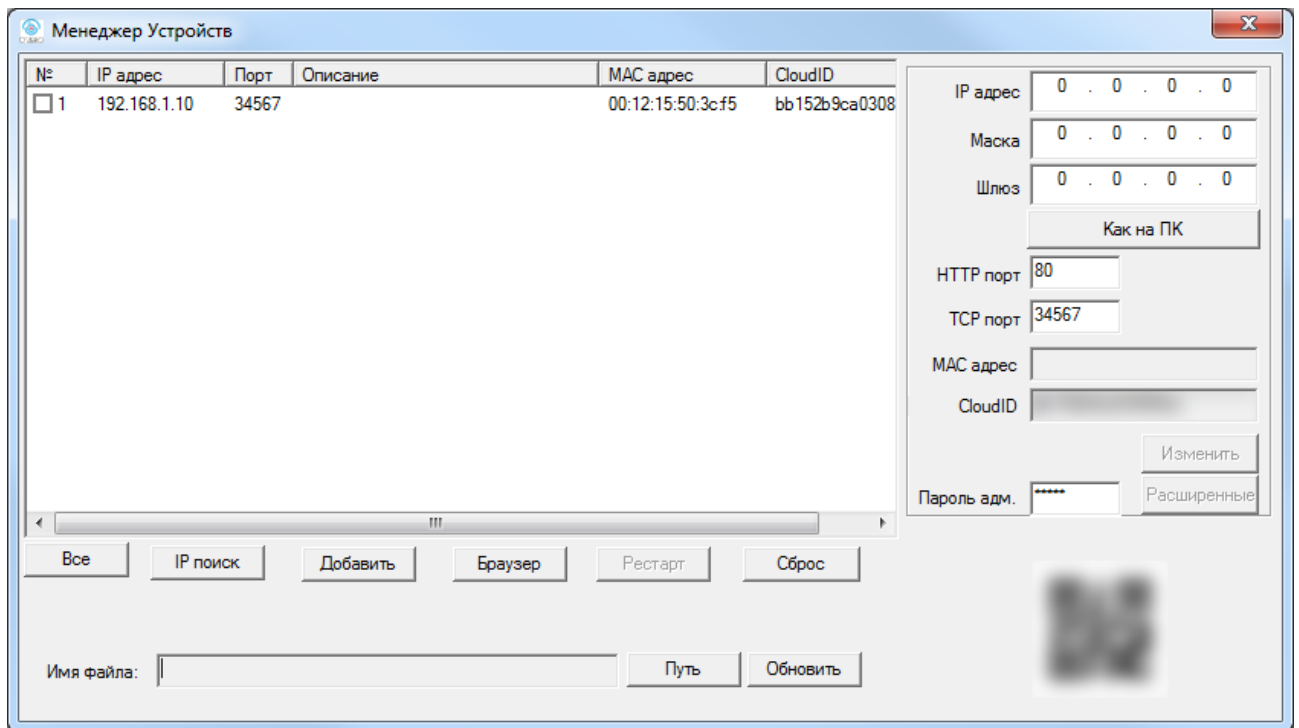 Менеджер Устройств
№ IP адрес Порт Описание MAC адрес CloudID
1 192.168.1.10 34567 00:12:15:50:3c:f5 bb152b9ca0308
IP адрес 0 . 0 . 0 . 0
Маска 0 . 0 . 0 . 0
Шлюз 0 . 0 . 0 . 0
Как на ПК
HTTP порт 80
TCP порт 34567
MAC адрес
CloudID
Изменить
Пароль адм. ***** Расширенные
Все IP поиск Добавить Браузер Рестарт Сброс
Имя файла: Путь Обновить